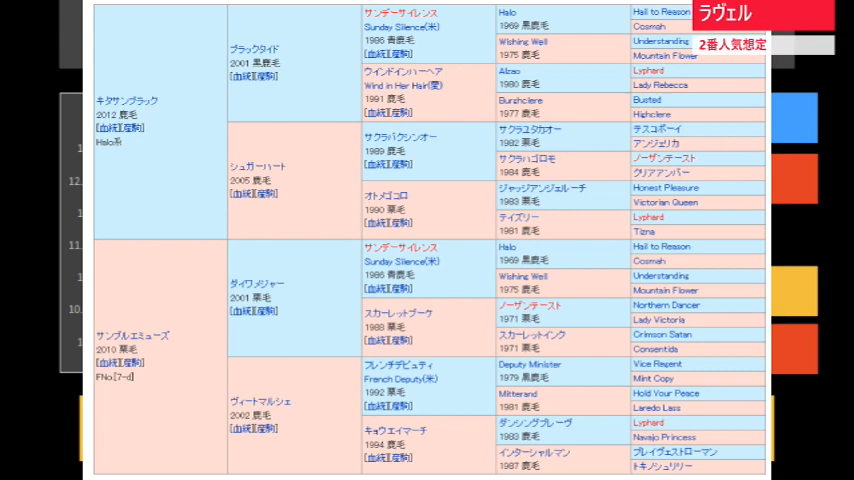 ラヴェル
2番人気想定
キタサンブラック
2012 鹿毛
[血統][産駒]
Halo系
サンブルエミューズ
2010 栗毛
[血統][産駒]
FNo.[7-d]
ブラックタイド
2001 黒鹿毛
[血統][産駒]
シュガーハート
2005 鹿毛
[血統][産駒]
ダイワメジャー
2001 栗毛
[血統][産駒]
ヴィートマルシェ
2002 鹿毛
[血統][産駒]
サンデーサイレンス
Sunday Silence(米)
1986 青鹿毛
[血統][産駒]
ウインドインハーヘア
Wind in Her Hair(愛)
1991 鹿毛
[血統][産駒]
サクラバクシンオー
1989 鹿毛
[血統][産駒]
オトメゴコロ
1990 栗毛
[血統][産駒]
サンデーサイレンス
Sunday Silence(米)
1986 青鹿毛
[血統][産駒]
スカーレットブーケ
1988 栗毛
[血統][産駒]
フレンチデピュティ
French Deputy(米)
1992 栗毛
[血統][産駒]
キョウエイマーチ
1994 鹿毛
[血統][産駒]
Halo
1969 黒鹿毛
Wishing Well
1975 鹿毛
Alzao
1980 鹿毛
Burghclere
1977 鹿毛
サクラユタカオー
1982 栗毛
サクラハゴロモ
1984 鹿毛
ジャッジアンジェルーチ
1983 栗毛
テイズリー
1981 鹿毛
Halo
1969 黒鹿毛
Wishing Well
1975 鹿毛
ノーザンテースト
1971 栗毛
スカーレットインク
1971 栗毛
Deputy Minister
1979 黒鹿毛
Mitterand
1981 鹿毛
ダンシングブレーヴ
1983 鹿毛
インターシャルマン
1987 鹿毛
Hail to Reason
Cosmah
Understanding
Mountain Flower
Lyphard
Lady Rebecca
Busted
Highclere
テスコボーイ
アンジェリカ
ノーザンテースト
クリアアンバー
Honest Pleasure
Victorian Queen
Lyphard
Tizna
Hail to Reason
Cosmah
Understanding
Mountain Flower
Northern Dancer
Lady Victoria
Crimson Satan
Consentida
Vice Regent
Mint Copy
Hold Your Peace
Laredo Lass
Lyphard
Navajo Princess
ブレイヴェストローマン
トキノシュリリー